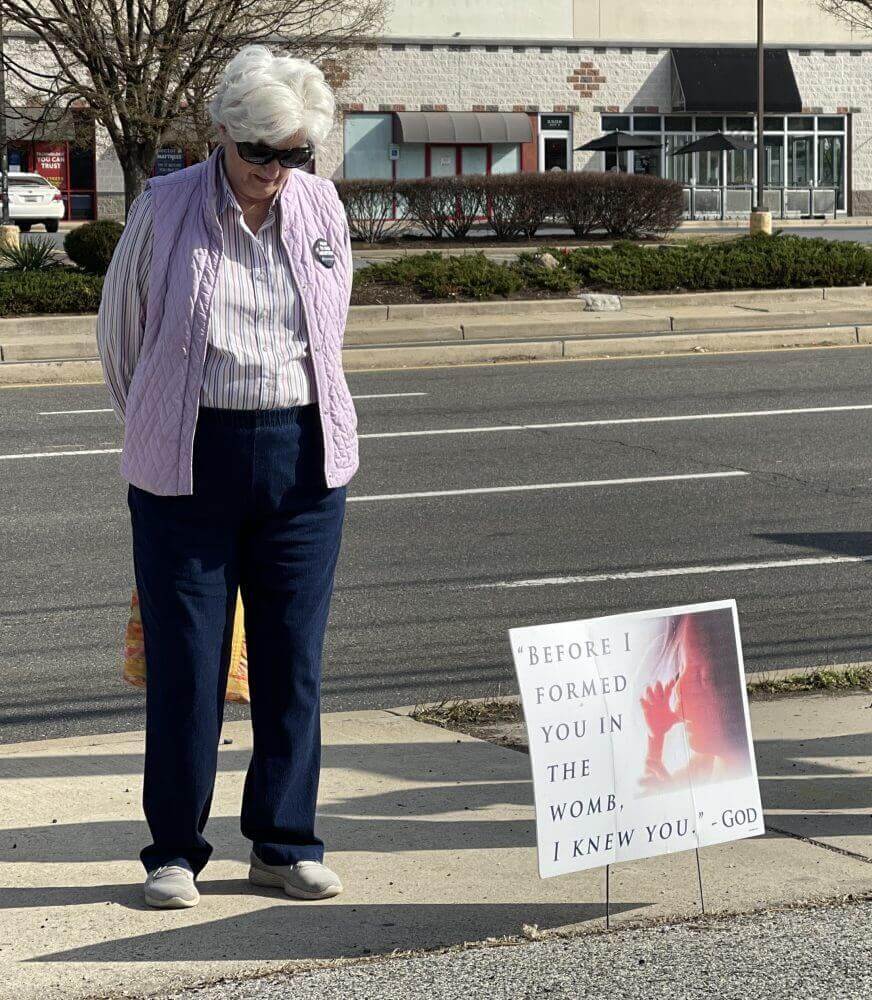 YOU CAN
TRUST
"BEFORE I
FORMED
YOU IN
THE
WOMB,
I KNEW YOU." - GOD